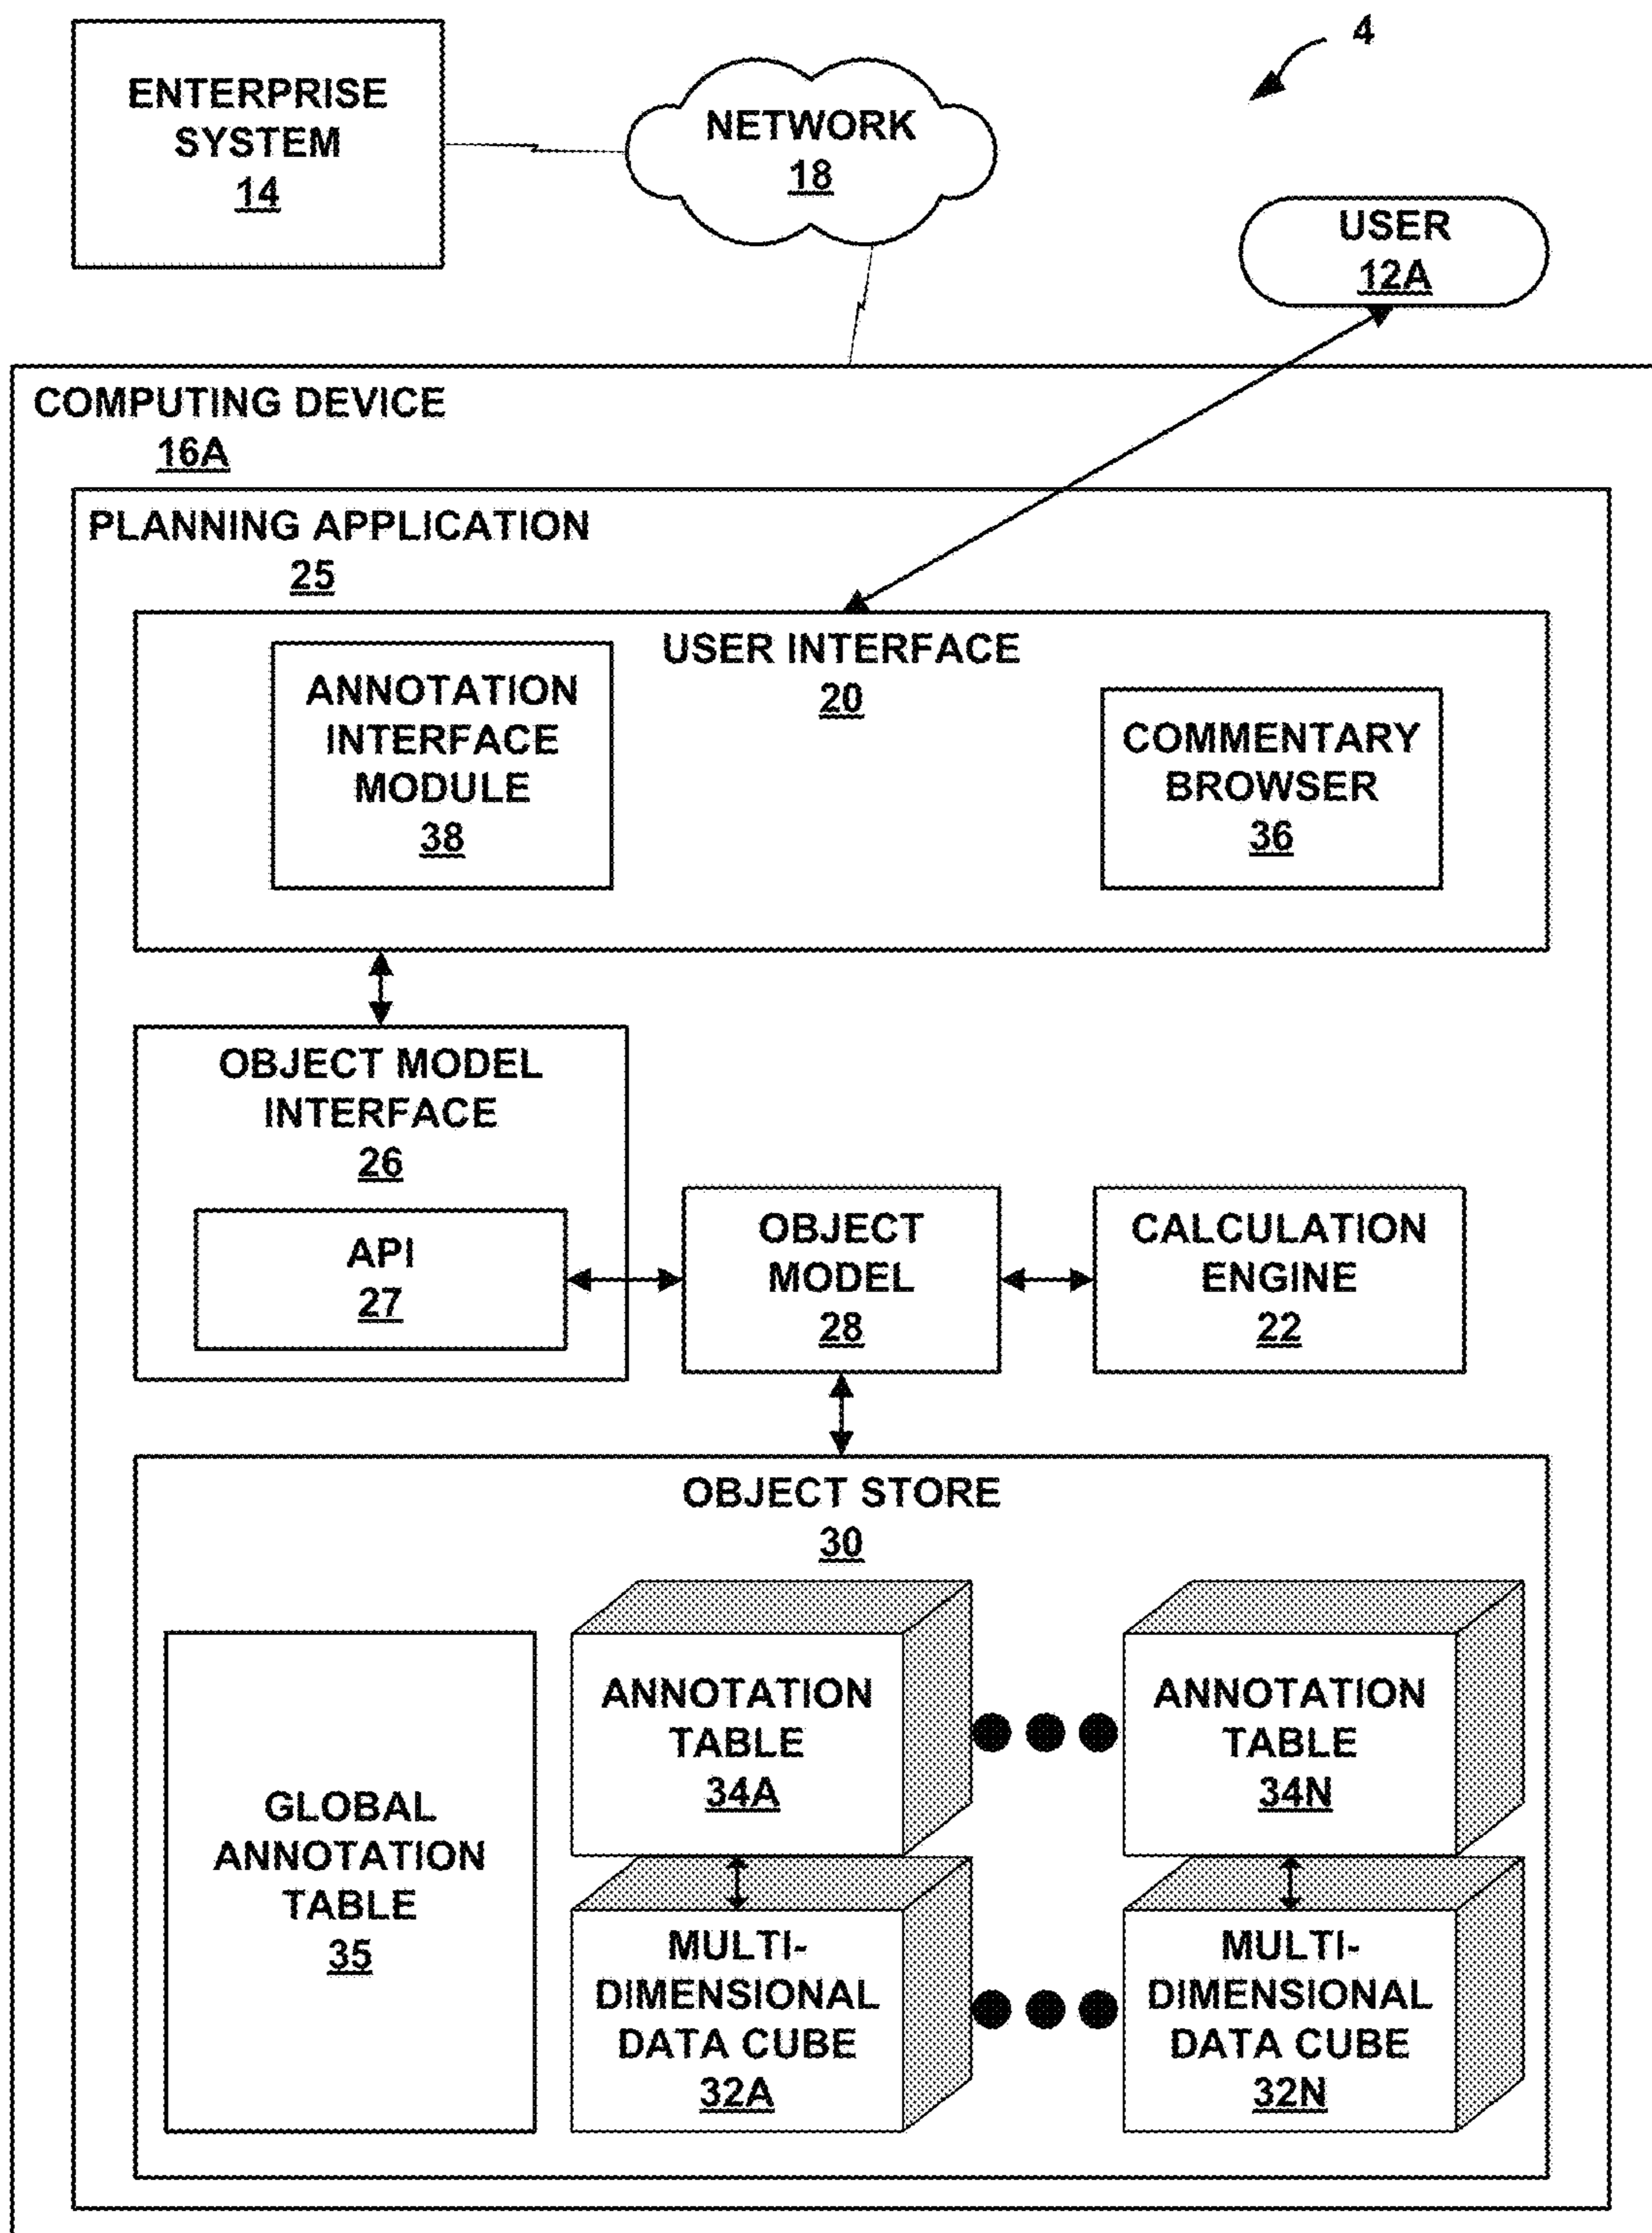 4
ENTERPRISE
SYSTEM
14
NETWORK
18
USER
12A
COMPUTING DEVICE
16A
PLANNING APPLICATION
25
USER INTERFACE
20
ANNOTATION
INTERFACE
MODULE
38
COMMENTARY
BROWSER
36
OBJECT MODEL
INTERFACE
26
API
27
OBJECT
MODEL
28
CALCULATION
ENGINE
22
OBJECT STORE
30
GLOBAL
ANNOTATION
TABLE
35
ANNOTATION
TABLE
34A
ANNOTATION
TABLE
34N
MULTI-
DIMENSIONAL
DATA CUBE
32A
MULTI-
DIMENSIONAL
DATA CUBE
32N